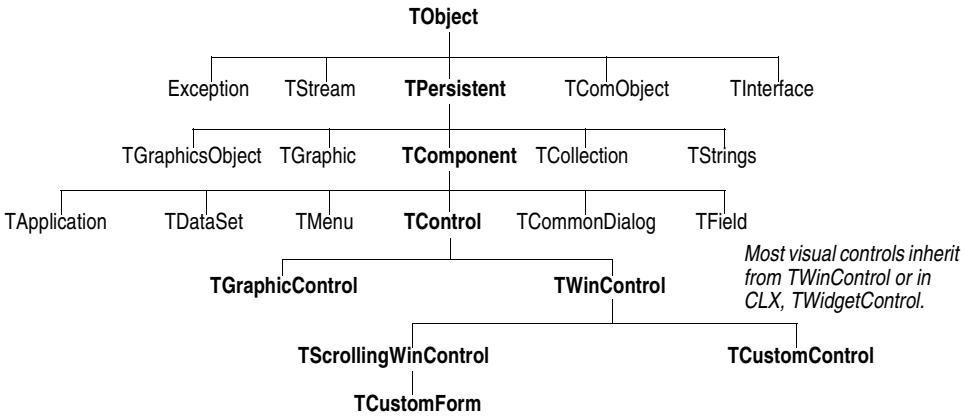 TObject
Exception TStream TPersistent TComObject TInterface
TGraphicsObject TGraphic TComponent TCollection TStrings
TApplication TDataSet TMenu TControl TCommonDialog TField
Most visual controls inherit
from TWinControl or in
CLX, TWidgetControl.
TGraphicControl TWinControl
TScrollingWinControl TCustomControl
TCustomForm